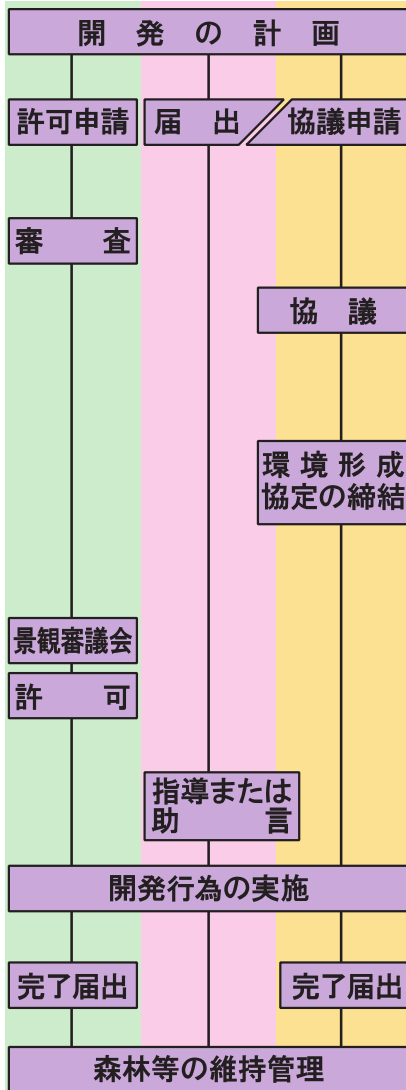 開発の計画
許可申請
届出
協議申請
審査
協議
環境形成
協定の締結
景観審議会
許可
指導または
助言
開発行為の実施
完了届出
完了届出
森林等の維持管理